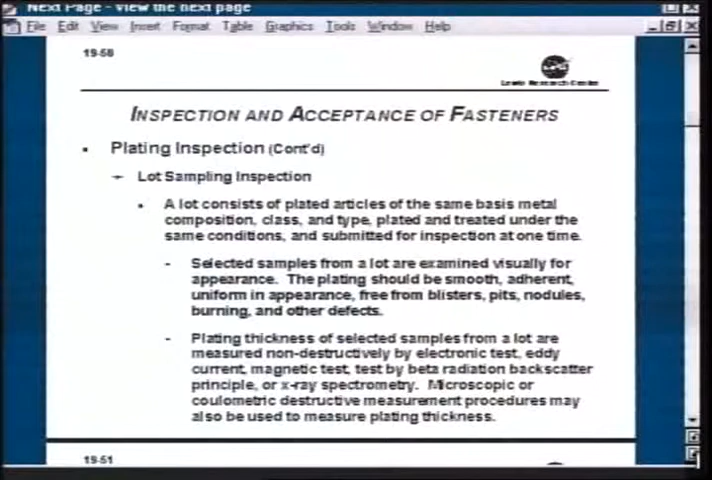 Next Page - View the next page
File Edit View Insert Format Table Graphics Tools Window Help
19-50
Lewis Research Center
INSPECTION AND ACCEPTANCE OF FASTENERS
Plating Inspection (Cont'd)
Lot Sampling Inspection
A lot consists of plated articles of the same basis metal
composition, class, and type, plated and treated under the
same conditions, and submitted for inspection at one time.
- Selected samples from a lot are examined visually for
appearance. The plating should be smooth, adherent,
uniform in appearance, free from blisters, pits, nodules,
burning, and other defects.
- Plating thickness of selected samples from a lot are
measured non-destructively by electronic test, eddy
current, magnetic test, test by beta radiation backscatter
principle, or x-ray spectrometry. Microscopic or
coulometric destructive measurement procedures may
also be used to measure plating thickness.
19-51